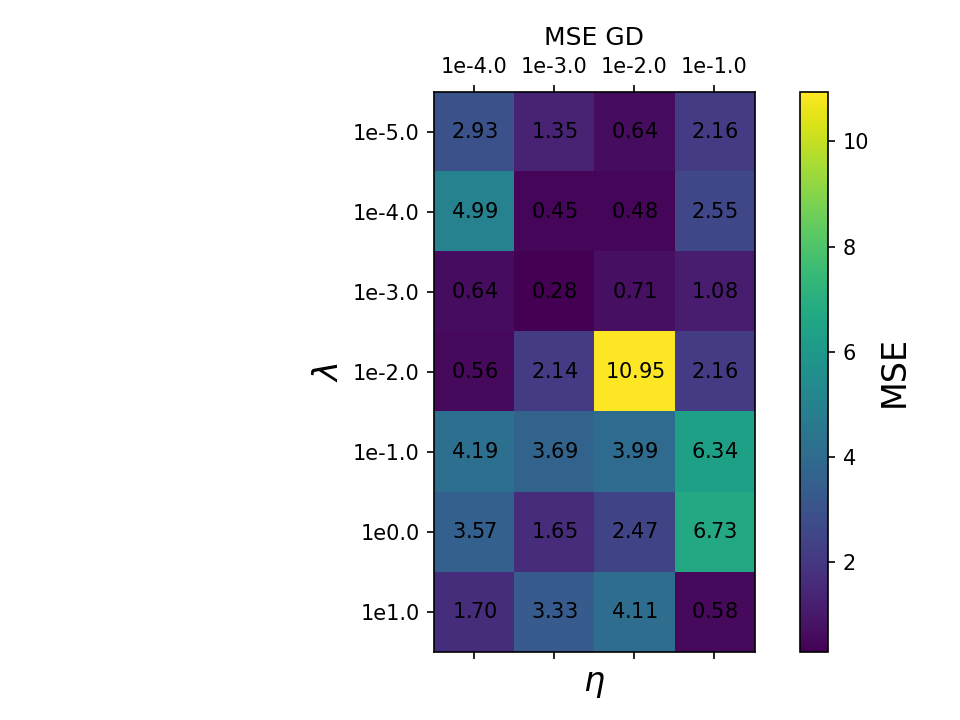 MSE GD
1e-4.0 1e-3.0 1e-2.0 1e-1.0
1e-5.0 2.93 1.35 0.64 2.16
10
1e-4.0 4.99 0.45 0.48 2.55
8
1e-3.0 0.64 0.28 0.71 1.08
6
λ 1e-2.0 0.56 2.14 10.95 2.16
MSE
1e-1.0 4.19 3.69 3.99 6.34
4
1e0.0 3.57 1.65 2.47 6.73
2
1e1.0 1.70 3.33 4.11 0.58
η